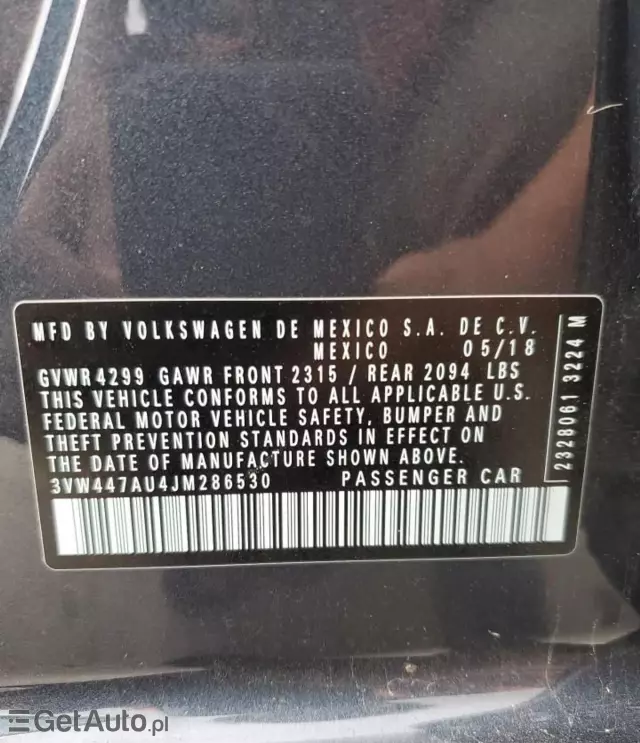 MFD BY VOLKSWAGEN DE MEXICO S.A. DE C.V.
MEXICO 05/18
GVWR 4299 GAWR FRONT 2315 / REAR 2094 LBS
THIS VEHICLE CONFORMS TO ALL APPLICABLE U.S.
FEDERAL MOTOR VEHICLE SAFETY, BUMPER AND
THEFT PREVENTION STANDARDS IN EFFECT ON
THE DATE OF MANUFACTURE SHOWN ABOVE.
3VW447AU4JM286530 PASSENGER CAR
2328061 3224 M
GetAuto.pl